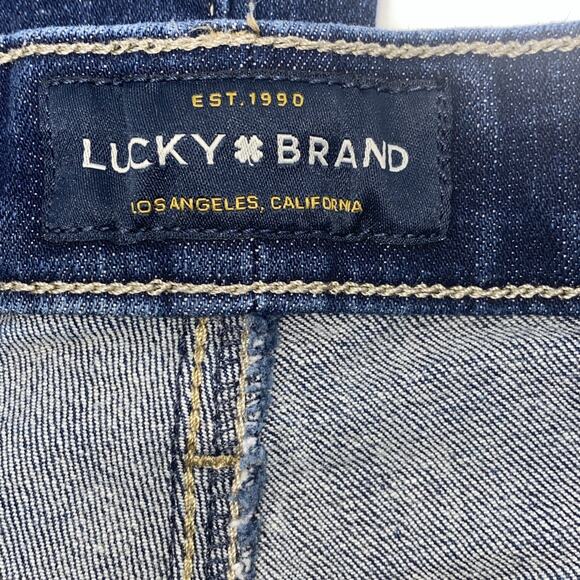 EST. 1990
LUCKY BRAND
LOS ANGELES, CALIFORNIA